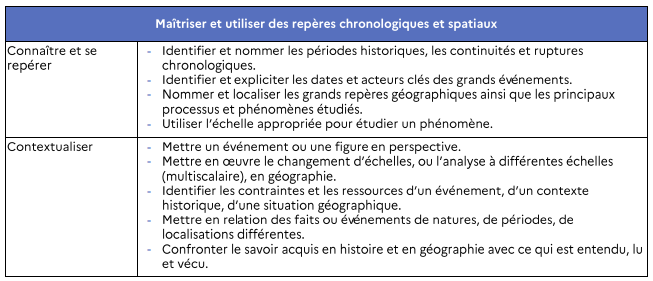 Maîtriser et utiliser des repères chronologiques et spatiaux
Connaître et se
repérer
- Identifier et nommer les périodes historiques, les continuités et ruptures
chronologiques.
- Identifier et expliciter les dates et acteurs clés des grands événements.
- Nommer et localiser les grands repères géographiques ainsi que les principaux
processus et phénomènes étudiés.
- Utiliser l’échelle appropriée pour étudier un phénomène.
Contextualiser
- Mettre un événement ou une figure en perspective.
- Mettre en œuvre le changement d’échelles, ou l’analyse à différentes échelles
(multiscalaire), en géographie.
- Identifier les contraintes et les ressources d’un événement, d’un contexte
historique, d’une situation géographique.
- Mettre en relation des faits ou événements de natures, de périodes, de
localisations différentes.
- Confronter le savoir acquis en histoire et en géographie avec ce qui est entendu, lu
et vécu.